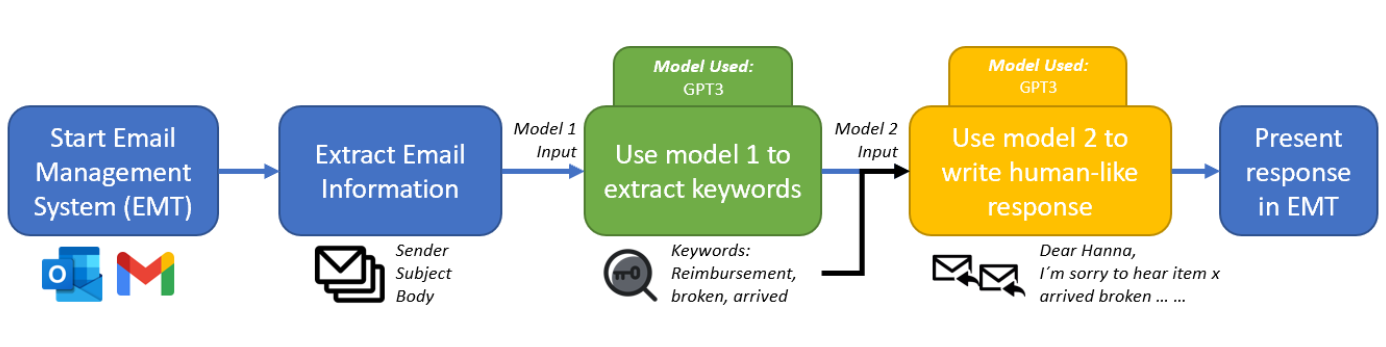 Start Email
Management
System (EMT)
Extract Email
Information
Sender
Subject
Body
Model 1
Input
Model Used:
GPT3
Use model 1 to
extract keywords
Keywords:
Reimbursement,
broken, arrived
Model 2
Input
Model Used:
GPT3
Use model 2 to
write human-like
response
Dear Hanna,
I´m sorry to hear item x
arrived broken … …
Present
response
in EMT